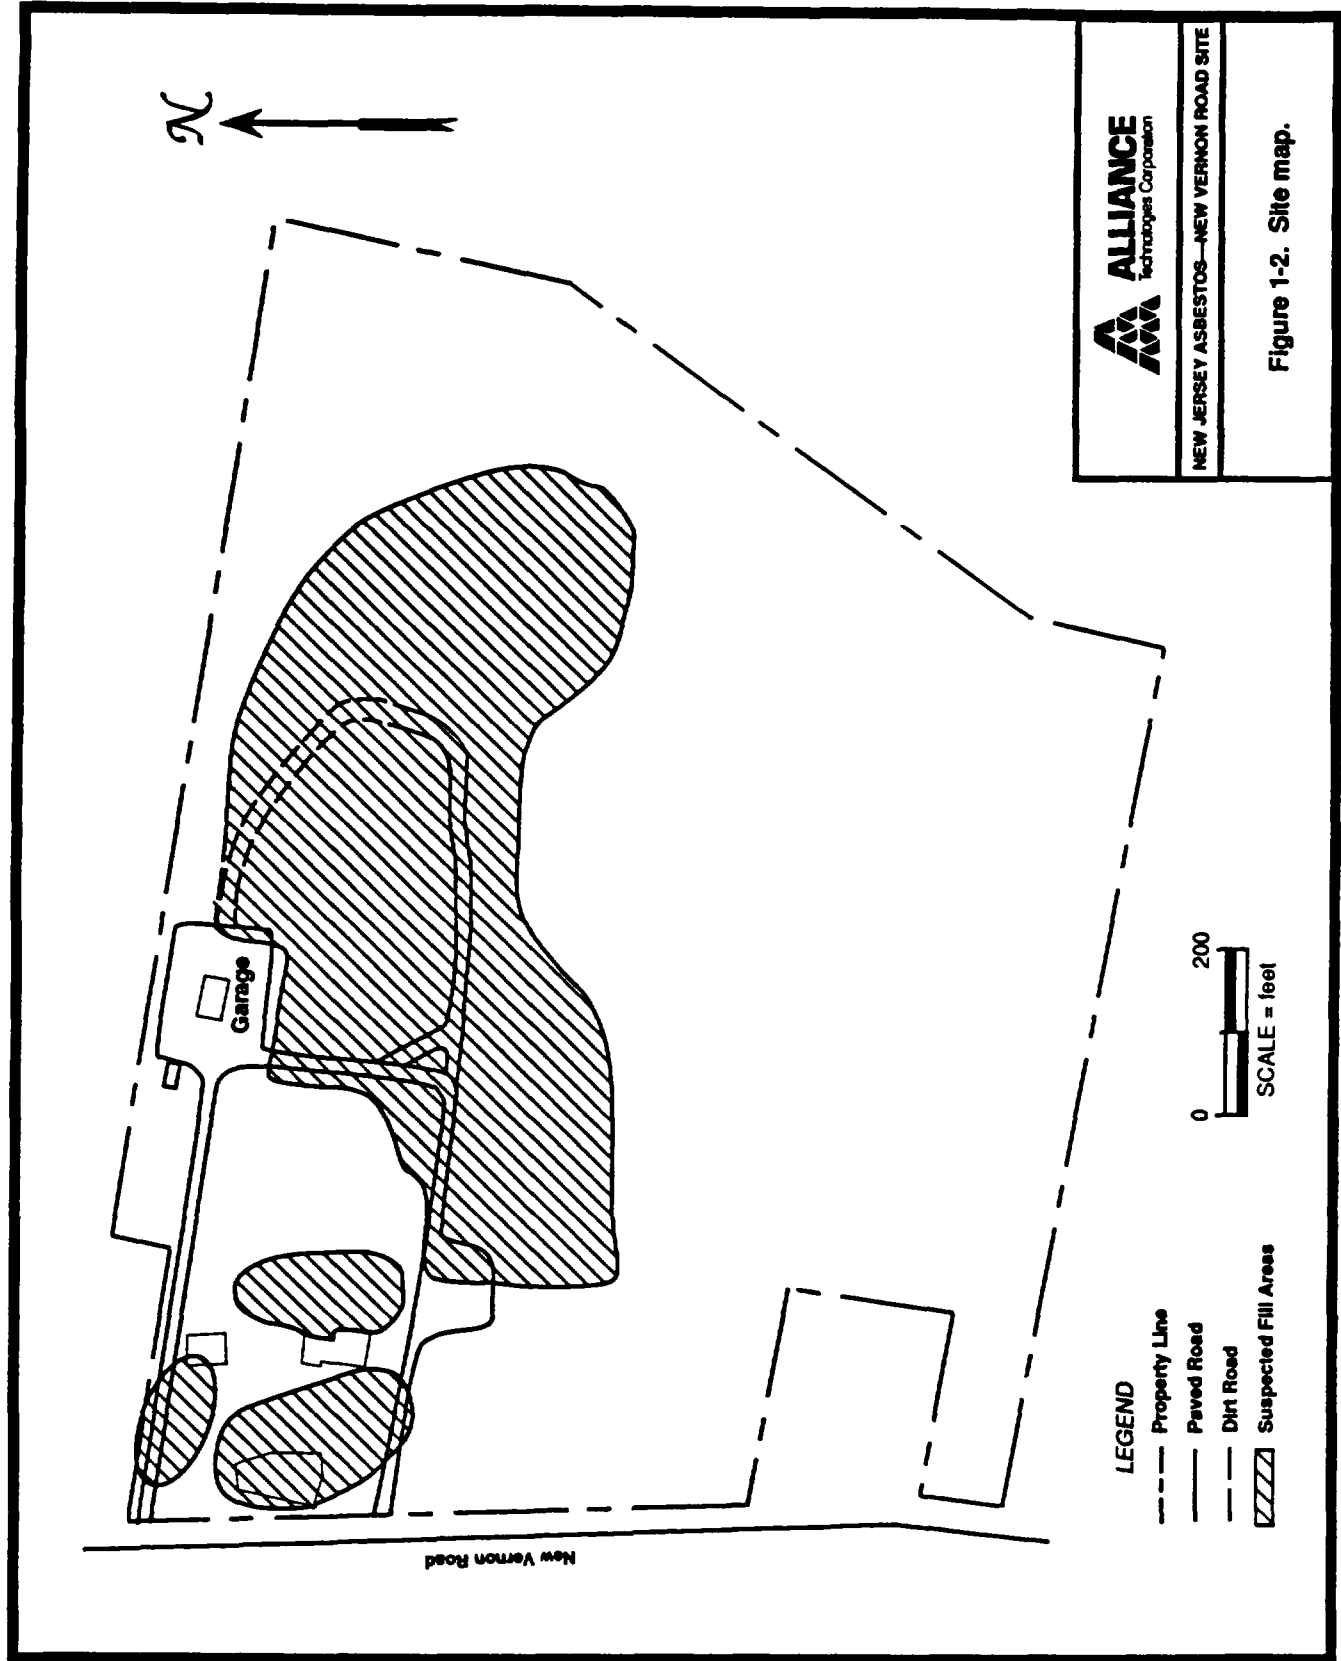 N
New Vernon Road
Garage
LEGEND
Property Line
Paved Road
Dirt Road
Suspected Fill Areas
0 200
SCALE = feet
ALLIANCE
Technologies Corporation
NEW JERSEY ASBESTOS—NEW VERNON ROAD SITE
Figure 1-2. Site map.